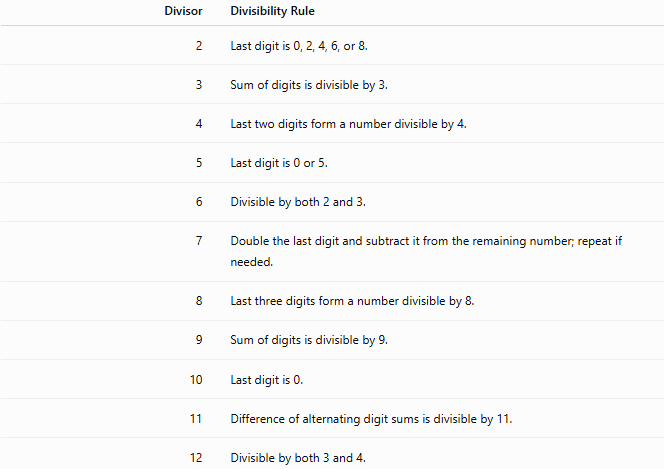 Divisor Divisibility Rule
2 Last digit is 0, 2, 4, 6, or 8.
3 Sum of digits is divisible by 3.
4 Last two digits form a number divisible by 4.
5 Last digit is 0 or 5.
6 Divisible by both 2 and 3.
7 Double the last digit and subtract it from the remaining number; repeat if
needed.
8 Last three digits form a number divisible by 8.
9 Sum of digits is divisible by 9.
10 Last digit is 0.
11 Difference of alternating digit sums is divisible by 11.
12 Divisible by both 3 and 4.